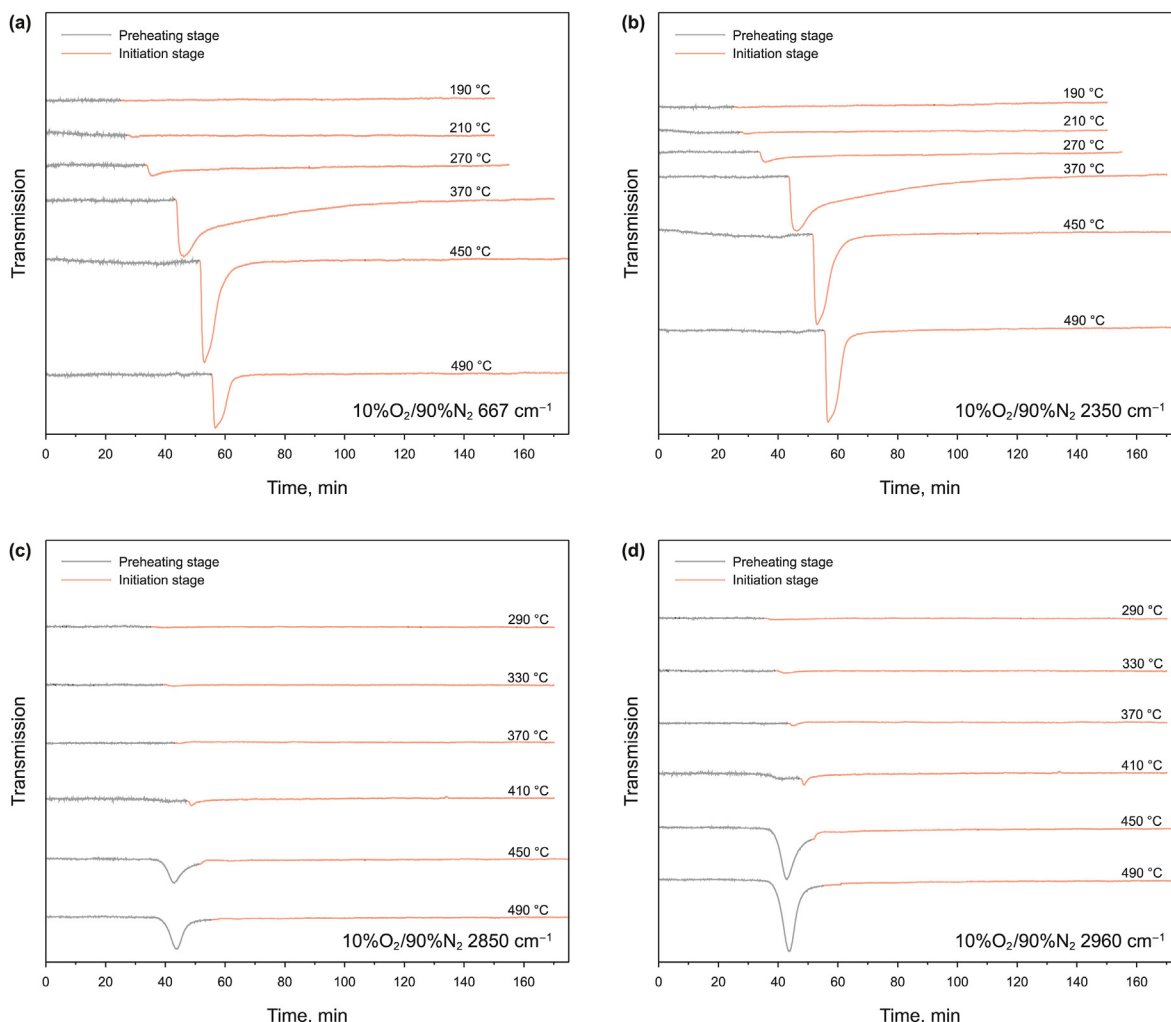 (a)
Preheating stage
Initiation stage
190 °C
210 °C
270 °C
370 °C
450 °C
490 °C
10%O₂/90%N₂ 667 cm⁻¹
Transmission
0 20 40 60 80 100 120 140 160
Time, min
(b)
Preheating stage
Initiation stage
190 °C
210 °C
270 °C
370 °C
450 °C
490 °C
10%O₂/90%N₂ 2350 cm⁻¹
Transmission
0 20 40 60 80 100 120 140 160
Time, min
(c)
Preheating stage
Initiation stage
290 °C
330 °C
370 °C
410 °C
450 °C
490 °C
10%O₂/90%N₂ 2850 cm⁻¹
Transmission
0 20 40 60 80 100 120 140 160
Time, min
(d)
Preheating stage
Initiation stage
290 °C
330 °C
370 °C
410 °C
450 °C
490 °C
10%O₂/90%N₂ 2960 cm⁻¹
Transmission
0 20 40 60 80 100 120 140 160
Time, min